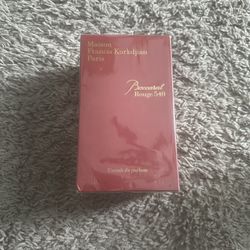 Maison
Francis Kurkdjian
Paris
Baccarat
Rouge 540
Extrait de parfum